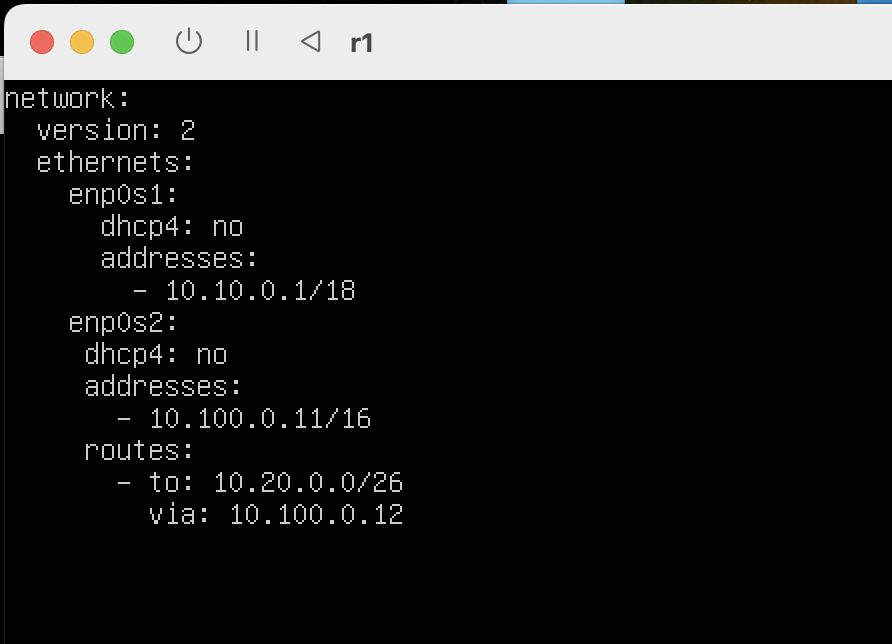 r1
network:
  version: 2
  ethernets:
    enp0s1:
      dhcp4: no
      addresses:
        - 10.10.0.1/18
    enp0s2:
     dhcp4: no
     addresses:
       - 10.100.0.11/16
     routes:
       - to: 10.20.0.0/26
         via: 10.100.0.12